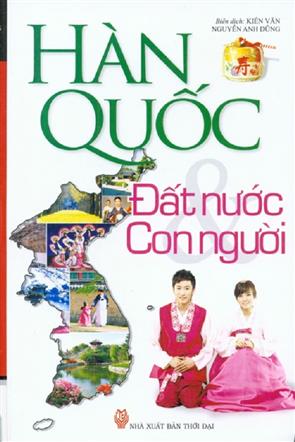 Biên dịch: KIẾN VĂN
NGUYỄN ANH DŨNG
HÀN
QUỐC
&
Đất nước
Con người
NHÀ XUẤT BẢN THỜI ĐẠI